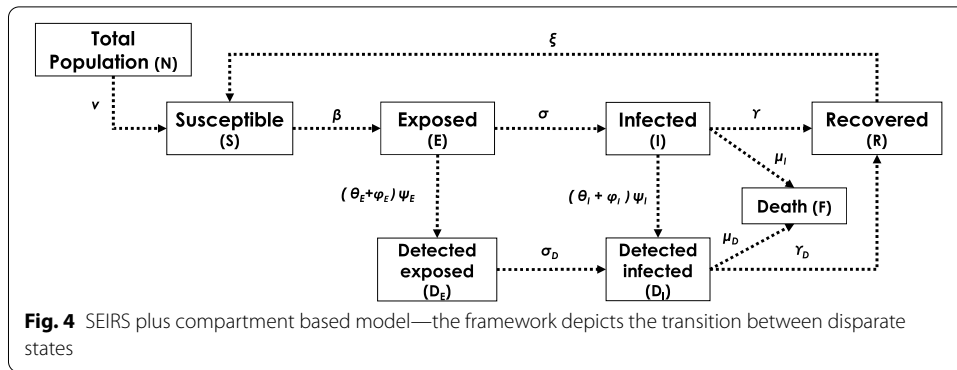 Total
Population (N)
ξ
ν
Susceptible
(S)
β
Exposed
(E)
σ
Infected
(I)
ϒ
Recovered
(R)
μI
(θE+φE)ψE
(θI + φI)ψI
Death (F)
μD
Detected
exposed
(DE)
σD
Detected
infected
(DI)
ϒD
Fig. 4 SEIRS plus compartment based model—the framework depicts the transition between disparate
states